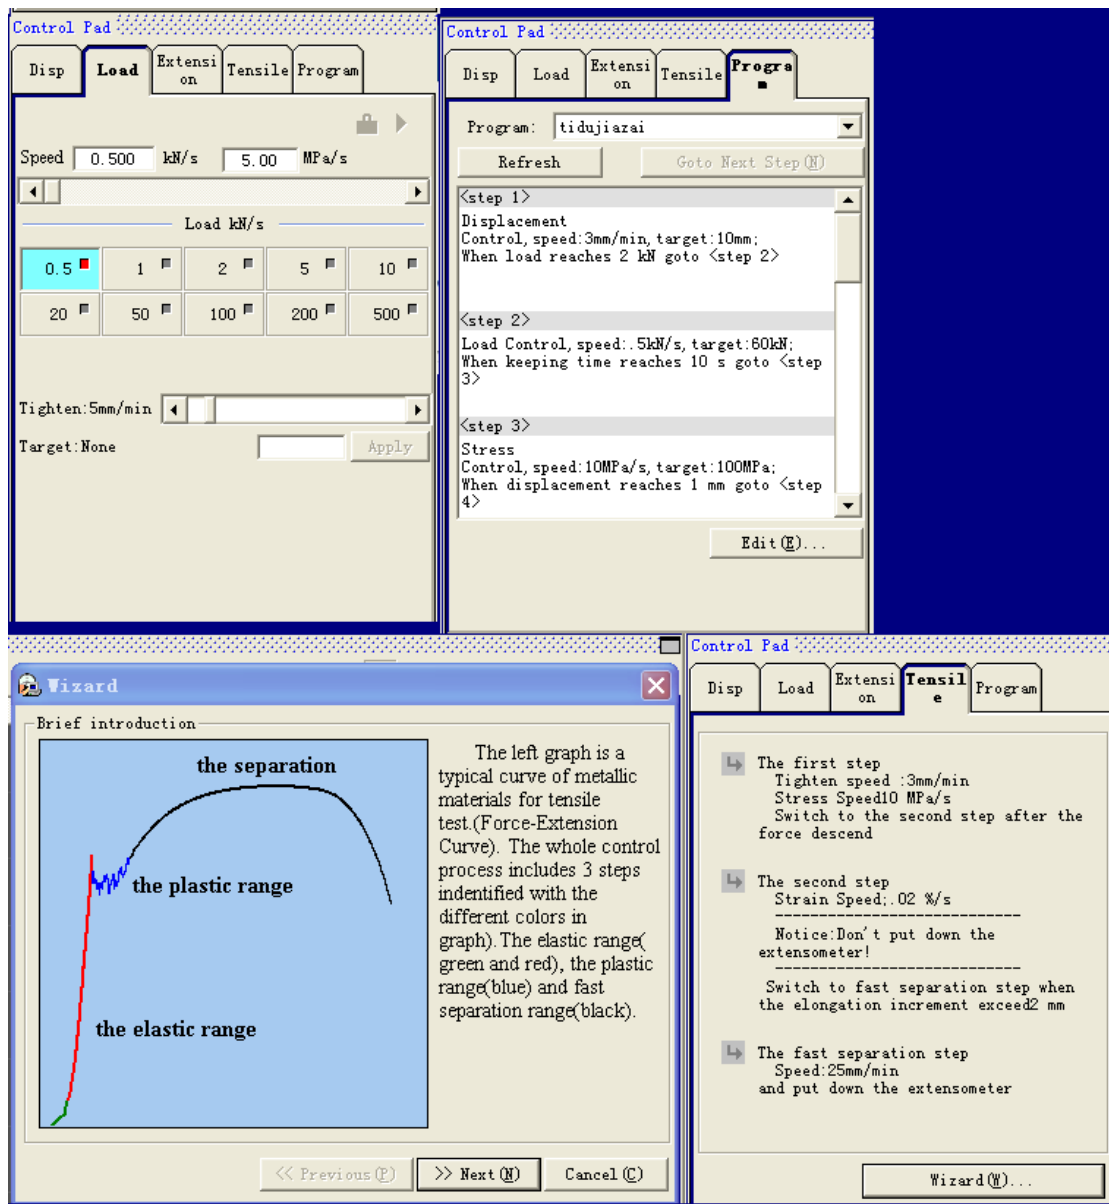 Control Pad
Disp
Load
Extensi
on
Tensile
Program
Speed 0.500 kN/s 5.00 MPa/s
Load kN/s
0.5 1 2 5 10
20 50 100 200 500
Tighten:5mm/min
Target:None Apply
Control Pad
Disp
Load
Extensi
on
Tensile
Progra
m
Program: tidujiazai
Refresh Goto Next Step(N)
<step 1>
Displacement
Control, speed:3mm/min, target:10mm;
When load reaches 2 kN goto <step 2>
<step 2>
Load Control, speed:.5kN/s, target:60kN;
When keeping time reaches 10 s goto <step
3>
<step 3>
Stress
Control, speed:10MPa/s, target:100MPa;
When displacement reaches 1 mm goto <step
4>
Edit(E)...
Wizard
Brief introduction
the separation
the plastic range
the elastic range
The left graph is a
typical curve of metallic
materials for tensile
test.(Force-Extension
Curve). The whole control
process includes 3 steps
indentified with the
different colors in
graph).The elastic range(
green and red), the plastic
range(blue) and fast
separation range(black).
<< Previous(P) >> Next(N) Cancel(C)
Control Pad
Disp
Load
Extensi
on
Tensil
e
Program
The first step
Tighten speed :3mm/min
Stress Speed10 MPa/s
Switch to the second step after the
force descend
The second step
Strain Speed;.02 %/s
----------------------------
Notice:Don't put down the
extensometer!
----------------------------
Switch to fast separation step when
the elongation increment exceed2 mm
The fast separation step
Speed:25mm/min
and put down the extensometer
Wizard(W)...